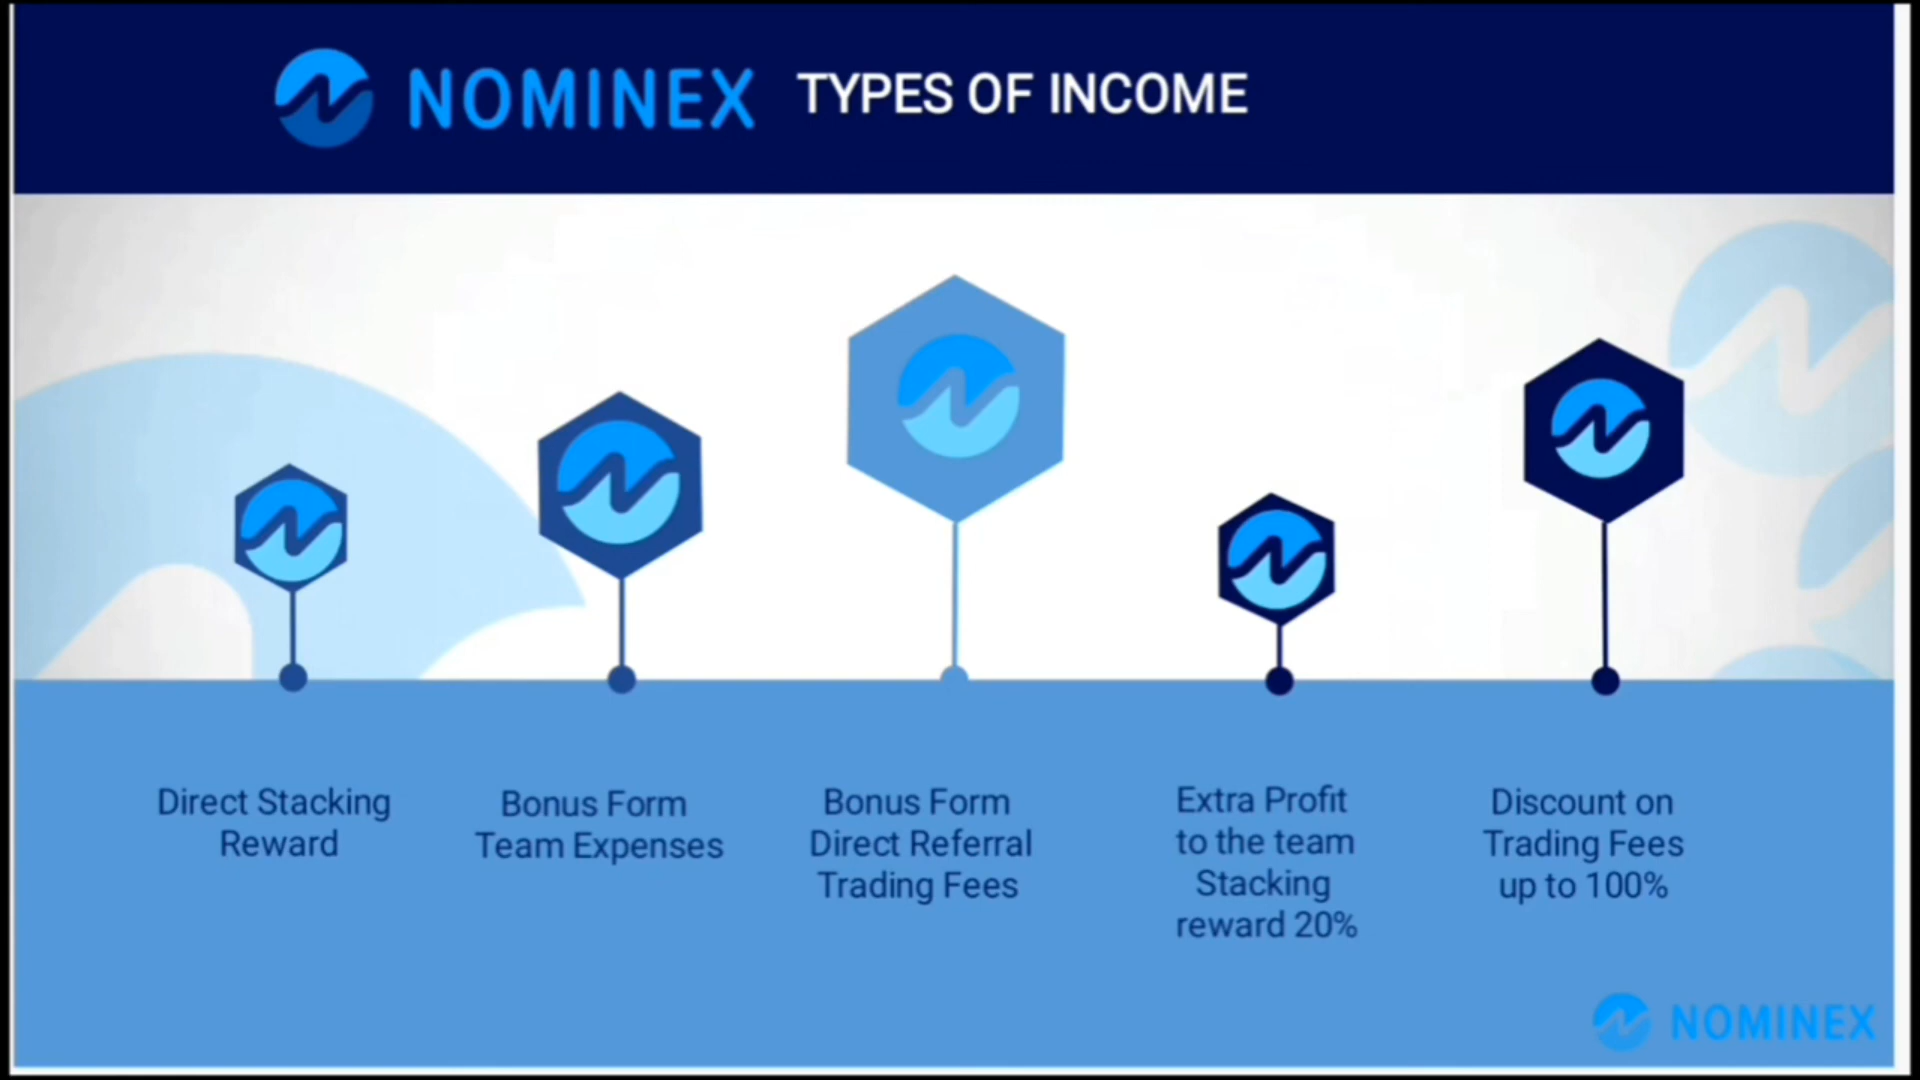 NOMINEX TYPES OF INCOME
Direct Stacking
Reward
Bonus Form
Team Expenses
Bonus Form
Direct Referral
Trading Fees
Extra Profit
to the team
Stacking
reward 20%
Discount on
Trading Fees
up to 100%
NOMINEX